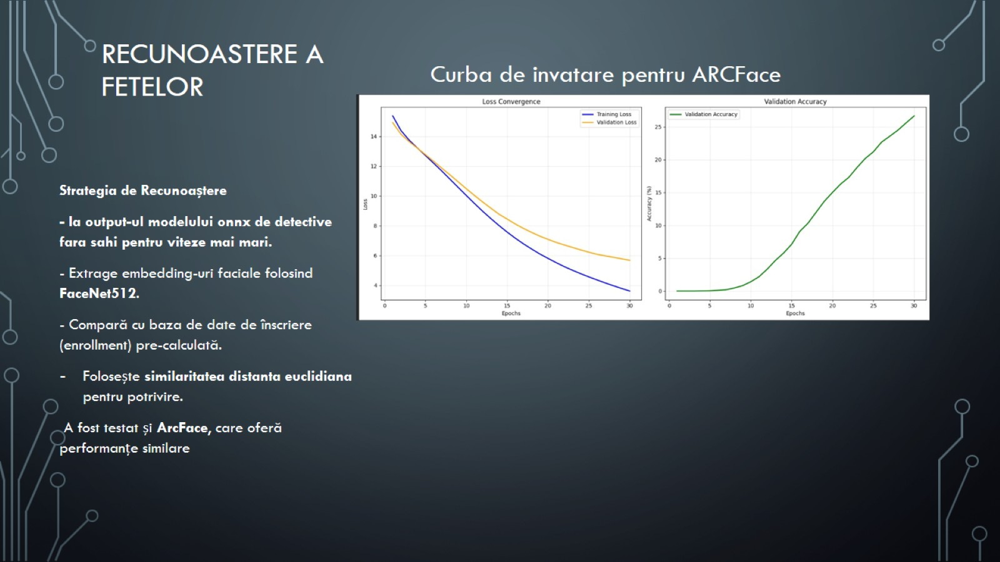 RECUNOASTERE A
FETELOR
Strategia de Recunoaștere
- la output-ul modelului onnx de detective
fara sahi pentru viteze mai mari.
- Extrage embedding-uri faciale folosind
FaceNet512.
- Compară cu baza de date de înscriere
(enrollment) pre-calculată.
- Folosește similaritatea distanta euclidiana
pentru potrivire.
A fost testat și ArcFace, care oferă
performanțe similare
Curba de invatare pentru ARCFace
Loss Convergence
Training Loss
Validation Loss
Loss
14
12
10
8
6
4
0 5 10 15 20 25 30
Epochs
Validation Accuracy
Validation Accuracy
Accuracy (%)
25
20
15
10
5
0
0 5 10 15 20 25 30
Epochs